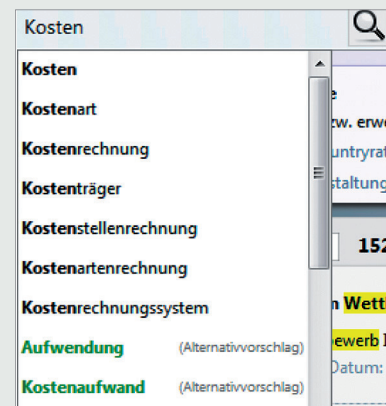 Kosten
Kosten
Kostenart
Kostenrechnung
Kostenträger
Kostenstellenrechnung
Kostenartenrechnung
Kostenrechnungssystem
Aufwendung (Alternativvorschlag)
Kostenaufwand (Alternativvorschlag)
152
Datum: